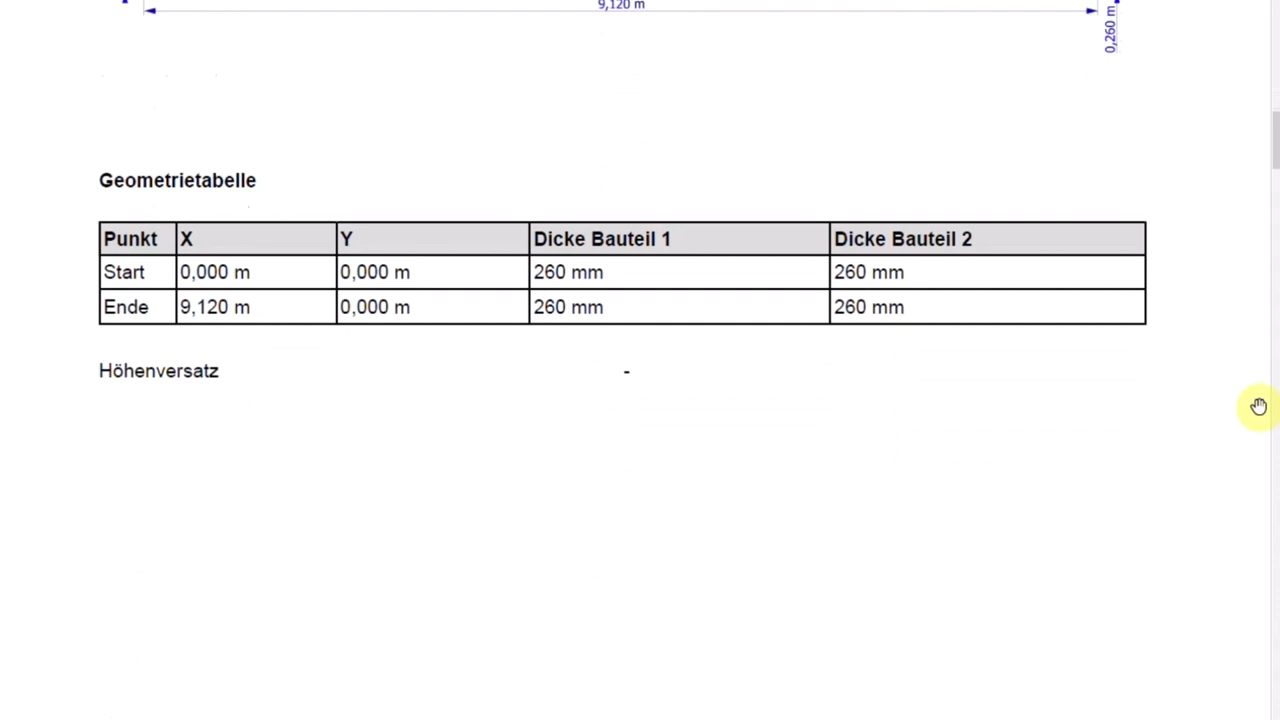 9,120 m
0,260 m
Geometrietabelle
Punkt X Y Dicke Bauteil 1 Dicke Bauteil 2
Start 0,000 m 0,000 m 260 mm 260 mm
Ende 9,120 m 0,000 m 260 mm 260 mm
Höhenversatz -